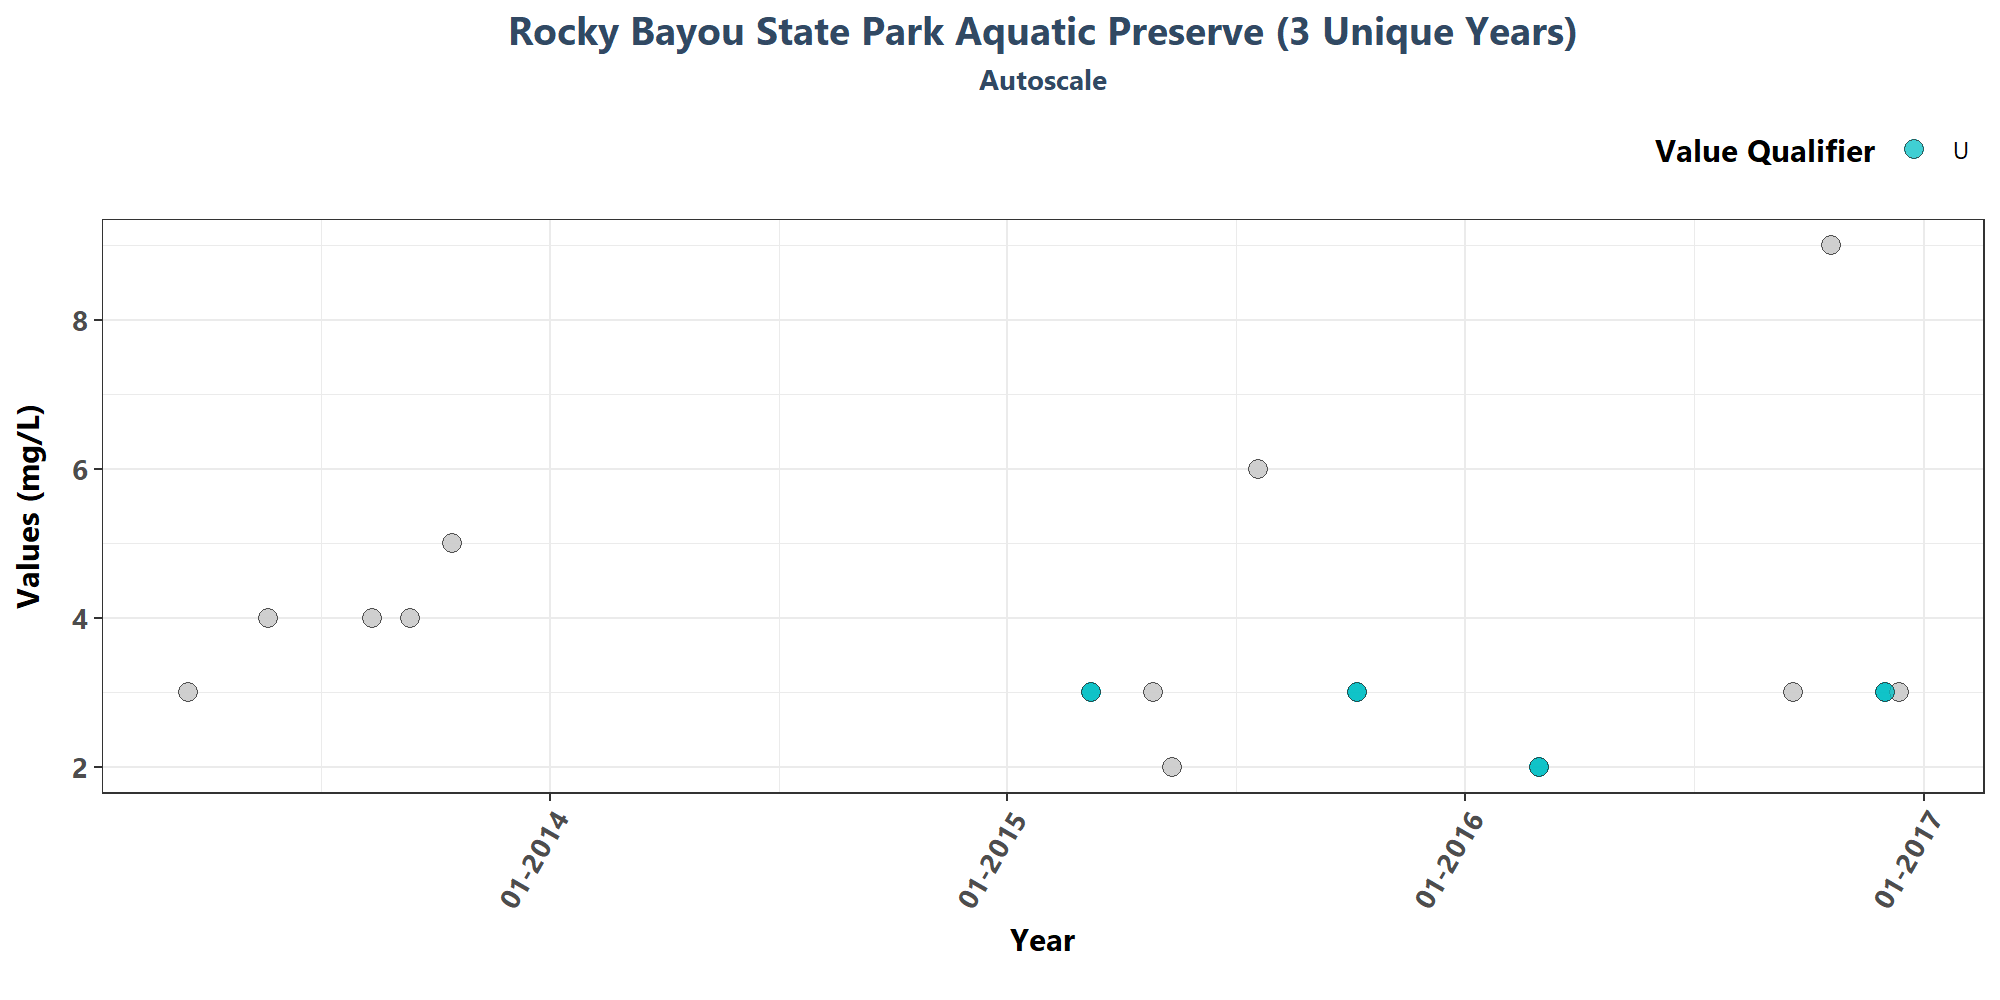 Rocky Bayou State Park Aquatic Preserve (3 Unique Years)
Autoscale
Value Qualifier U
Values (mg/L)
8
6
4
2
01-2014
01-2015
01-2016
01-2017
Year